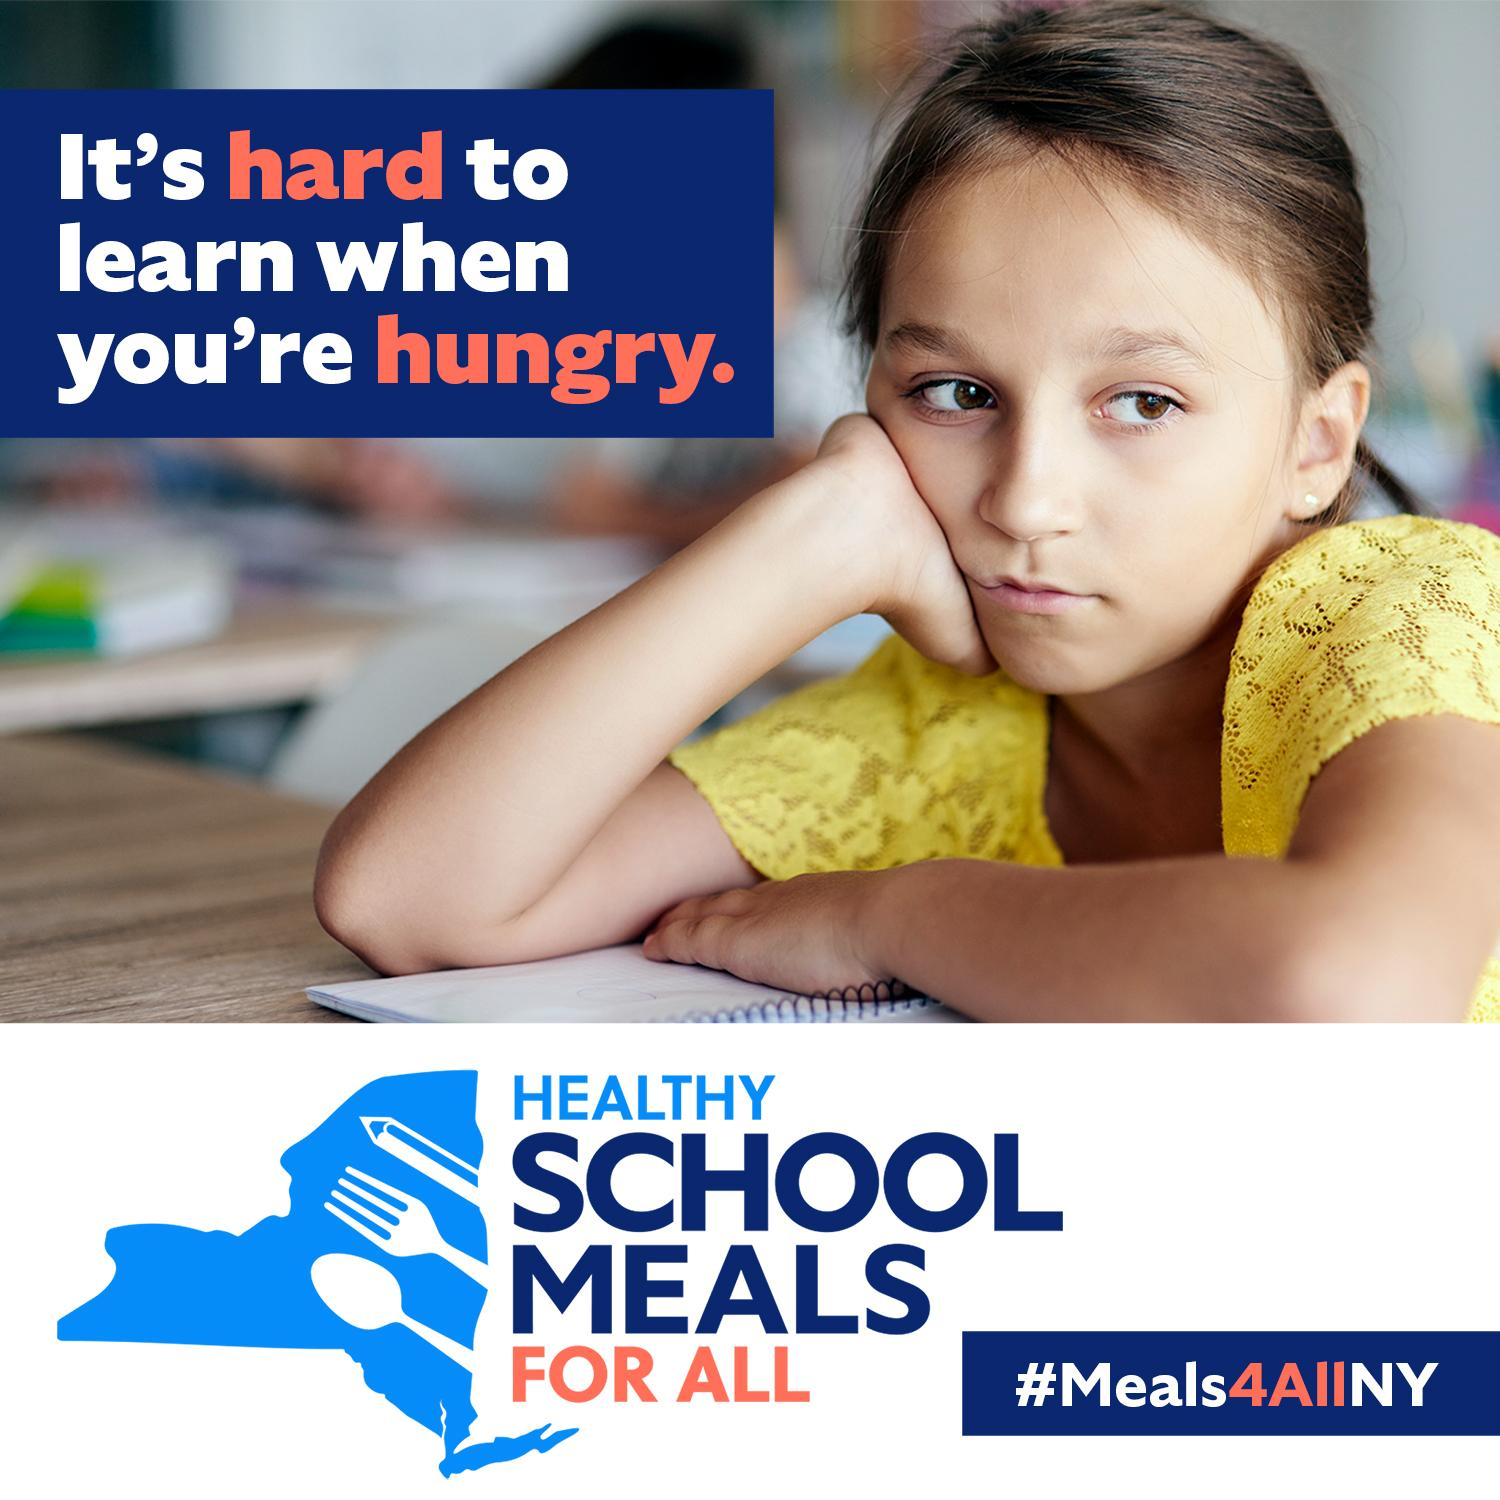 It's hard to
learn when
you're hungry.
HEALTHY
SCHOOL
MEALS
FOR ALL
#Meals4AllNY